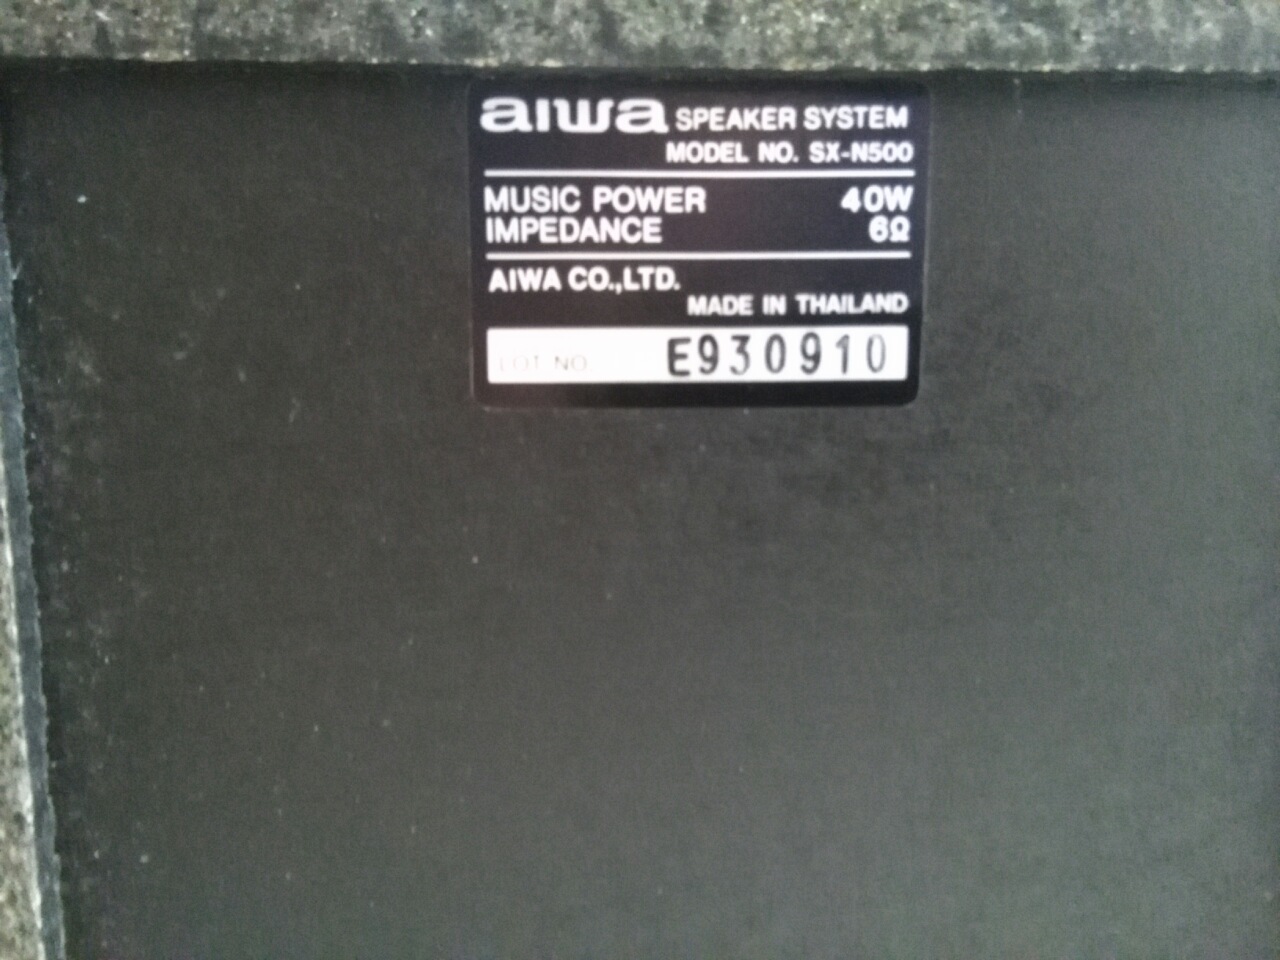 aiwa SPEAKER SYSTEM
MODEL NO. SX-N500
MUSIC POWER 40W
IMPEDANCE 6Ω
AIWA CO.,LTD.
MADE IN THAILAND
LOT NO E930910